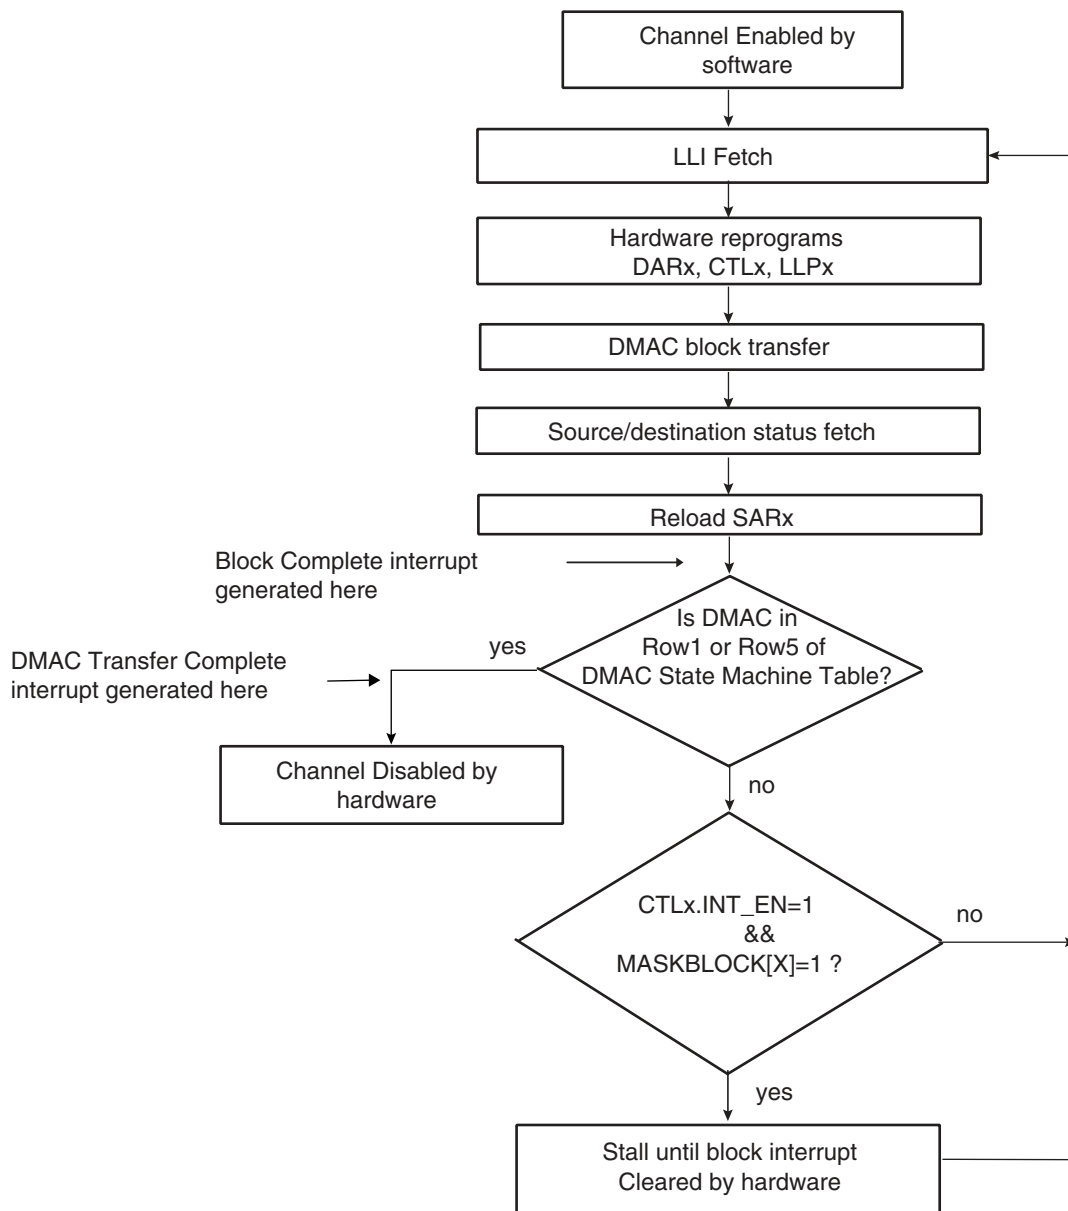 Channel Enabled by
software
LLI Fetch
Hardware reprograms
DARx, CTLx, LLPx
DMAC block transfer
Source/destination status fetch
Reload SARx
Block Complete interrupt
generated here
Is DMAC in
Row1 or Row5 of
DMAC State Machine Table?
yes
DMAC Transfer Complete
interrupt generated here
Channel Disabled by
hardware
no
CTLx.INT_EN=1
&&
MASKBLOCK[X]=1 ?
no
yes
Stall until block interrupt
Cleared by hardware